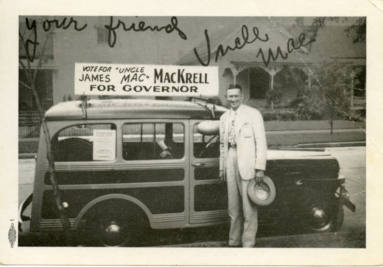 your friend Uncle Mac
VOTE FOR "UNCLE
JAMES MAC" MACKRELL
FOR GOVERNOR